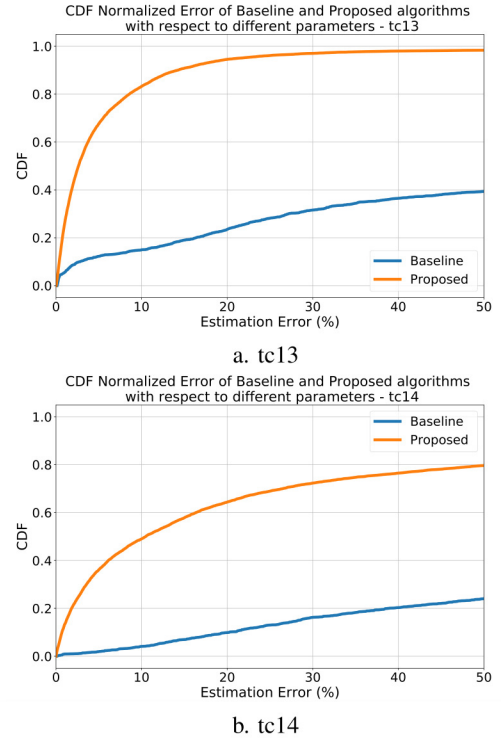 CDF Normalized Error of Baseline and Proposed algorithms
with respect to different parameters - tc13
1.0
0.8
0.6
0.4
0.2
0.0
CDF
Baseline
Proposed
0 10 20 30 40 50
Estimation Error (%)
a. tc13
CDF Normalized Error of Baseline and Proposed algorithms
with respect to different parameters - tc14
1.0
0.8
0.6
0.4
0.2
0.0
CDF
Baseline
Proposed
0 10 20 30 40 50
Estimation Error (%)
b. tc14